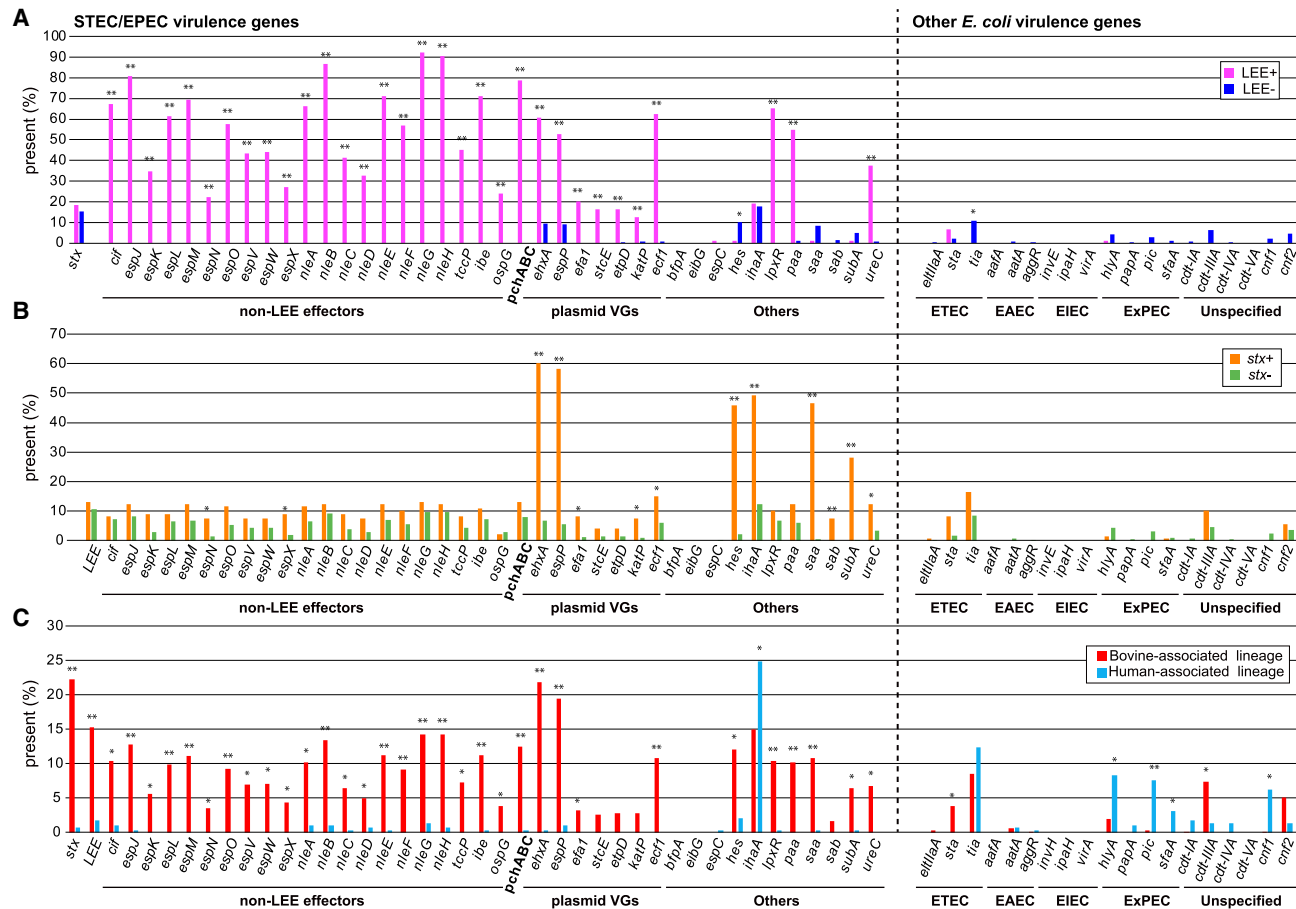 A
STEC/EPEC virulence genes
Other E. coli virulence genes
present (%)
100
90
80
70
60
50
40
30
20
10
0
LEE+
LEE-
** ** ** ** ** ** ** ** ** ** ** ** ** ** ** ** ** ** ** ** ** ** ** ** ** ** ** ** ** ** * ** ** ** *
stx cif espJ espK espL espM espN espO espV espW espX nleA nleB nleC nleD nleE nleF nleG nleH tccP ibe ospG pchABC ehxA espP efa1 stcE etpD katP ecf1 bfpA eibG espC hes ihaA lpxR paa saa sab subA ureC eltIIaA sta tia aafA aatA aggR invE ipaH virA hlyA papA pic sfaA cdt-IA cdt-IIIA cdt-IVA cdt-VA cnf1 cnf2
non-LEE effectors plasmid VGs Others ETEC EAEC EIEC ExPEC Unspecified
B
present (%)
70
60
50
40
30
20
10
0
stx+
stx-
* * ** ** * * * ** ** ** ** ** *
LEE cif espJ espK espL espM espN espO espV espW espX nleA nleB nleC nleD nleE nleF nleG nleH tccP ibe ospG pchABC ehxA espP efa1 stcE etpD katP ecf1 bfpA eibG espC hes ihaA lpxR paa saa sab subA ureC eltIIaA sta tia aafA aatA aggR invE ipaH virA hlyA papA pic sfaA cdt-IA cdt-IIIA cdt-IVA cdt-VA cnf1 cnf2
non-LEE effectors plasmid VGs Others ETEC EAEC EIEC ExPEC Unspecified
C
present (%)
30
25
20
15
10
5
0
Bovine-associated lineage
Human-associated lineage
** ** * ** * ** ** * ** * * * * ** * * ** ** ** ** * ** * ** ** ** * ** * * ** ** ** * * * * ** * * *
stx LEE cif espJ espK espL espM espN espO espV espW espX nleA nleB nleC nleD nleE nleF nleG nleH tccP ibe ospG pchABC ehxA espP efa1 stcE etpD katP ecf1 bfpA eibG espC hes ihaA lpxR paa saa sab subA ureC eltIIaA sta tia aafA aatA aggR invH ipaH virA hlyA papA pic sfaA cdt-IA cdt-IIIA cdt-IVA cdt-VA cnf1 cnf2
non-LEE effectors plasmid VGs Others ETEC EAEC EIEC ExPEC Unspecified